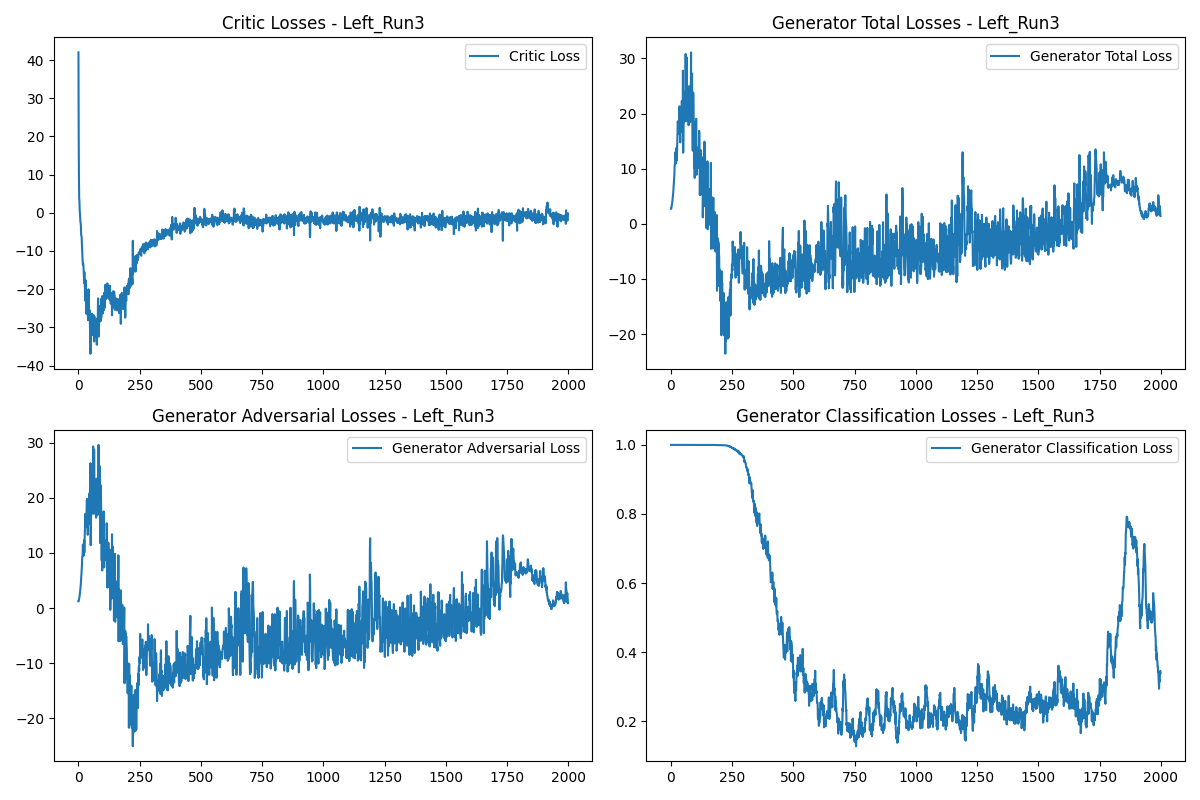 Critic Losses - Left_Run3
Critic Loss
40
30
20
10
0
−10
−20
−30
−40
0 250 500 750 1000 1250 1500 1750 2000
Generator Total Losses - Left_Run3
Generator Total Loss
30
20
10
0
−10
−20
0 250 500 750 1000 1250 1500 1750 2000
Generator Adversarial Losses - Left_Run3
Generator Adversarial Loss
30
20
10
0
−10
−20
0 250 500 750 1000 1250 1500 1750 2000
Generator Classification Losses - Left_Run3
Generator Classification Loss
1.0
0.8
0.6
0.4
0.2
0 250 500 750 1000 1250 1500 1750 2000